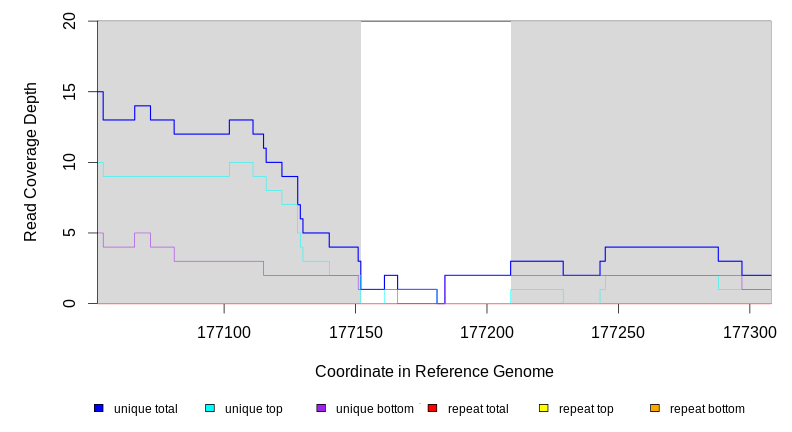 20
15
10
5
0
Read Coverage Depth
177100 177150 177200 177250 177300
Coordinate in Reference Genome
unique total unique top unique bottom repeat total repeat top repeat bottom